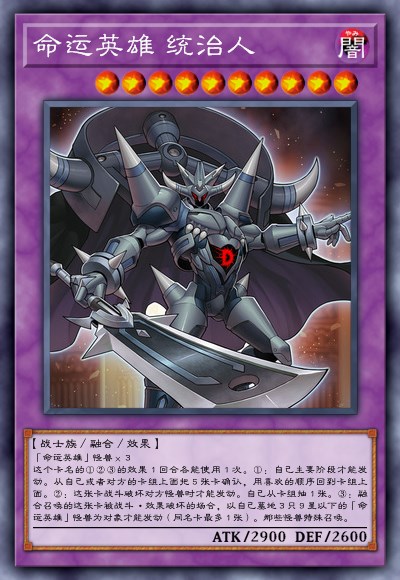 命运英雄 统治人
やみ
闇
D
【战士族／融合／效果】
「命运英雄」怪兽×3
这个卡名的①②③的效果1回合各能使用1次。①：自己主要阶段才能发
动。从自己或者对方的卡组上面把5张卡确认，用喜欢的顺序回到卡组上
面。②：这张卡战斗破坏对方怪兽时才能发动。自己从卡组抽1张。③：融
合召唤的这张卡被战斗·效果破坏的场合，以自己墓地3只9星以下的「命
运英雄」怪兽为对象才能发动（同名卡最多1张）。那些怪兽特殊召唤。
ATK/2900 DEF/2600